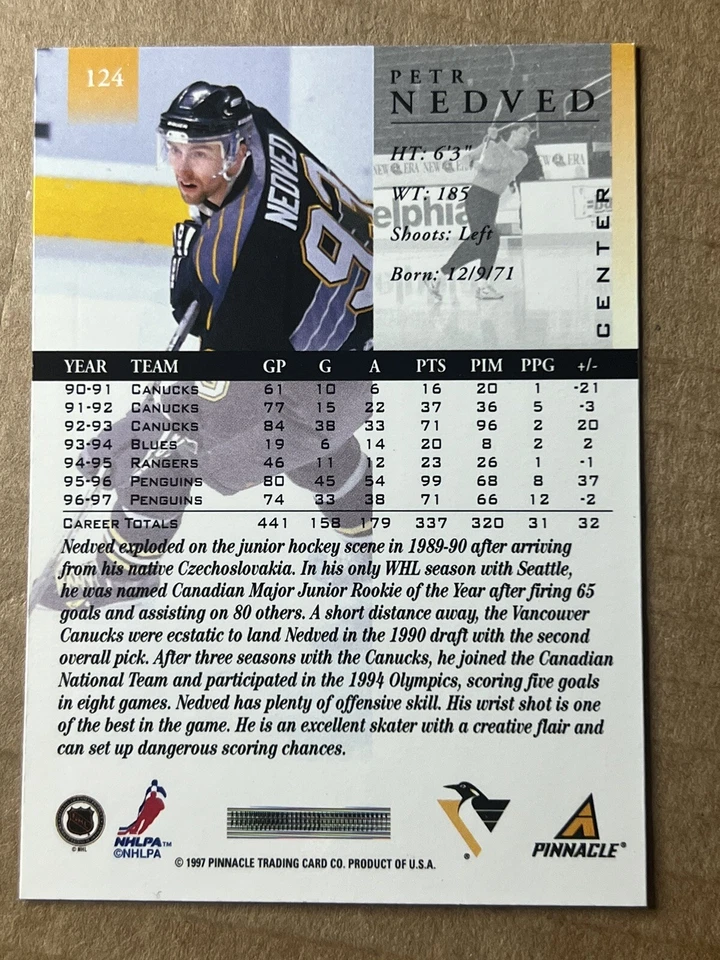 124
PETR
NEDVED
HT: 6'3"
WT: 185
Shoots: Left
Born: 12/9/71
CENTER
NEDVED
93
NEW ERA NEW ERA
ERA
elphia
YEAR TEAM GP G A PTS PIM PPG +/-
90-91 CANUCKS 61 10 6 16 20 1 -21
91-92 CANUCKS 77 15 22 37 36 5 -3
92-93 CANUCKS 84 38 33 71 96 2 20
93-94 BLUES 19 6 14 20 8 2 2
94-95 RANGERS 46 11 12 23 26 1 -1
95-96 PENGUINS 80 45 54 99 68 8 37
96-97 PENGUINS 74 33 38 71 66 12 -2
CAREER TOTALS 441 158 179 337 320 31 32
Nedved exploded on the junior hockey scene in 1989-90 after arriving
from his native Czechoslovakia. In his only WHL season with Seattle,
he was named Canadian Major Junior Rookie of the Year after firing 65
goals and assisting on 80 others. A short distance away, the Vancouver
Canucks were ecstatic to land Nedved in the 1990 draft with the second
overall pick. After three seasons with the Canucks, he joined the Canadian
National Team and participated in the 1994 Olympics, scoring five goals
in eight games. Nedved has plenty of offensive skill. His wrist shot is one
of the best in the game. He is an excellent skater with a creative flair and
can set up dangerous scoring chances.
NHL
© NHL
NHLPA™
©NHLPA
PINNACLE®
© 1997 PINNACLE TRADING CARD CO. PRODUCT OF U.S.A.